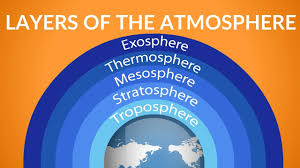 LAYERS OF THE ATMOSPHERE
Exosphere
Thermosphere
Mesosphere
Stratosphere
Troposphere